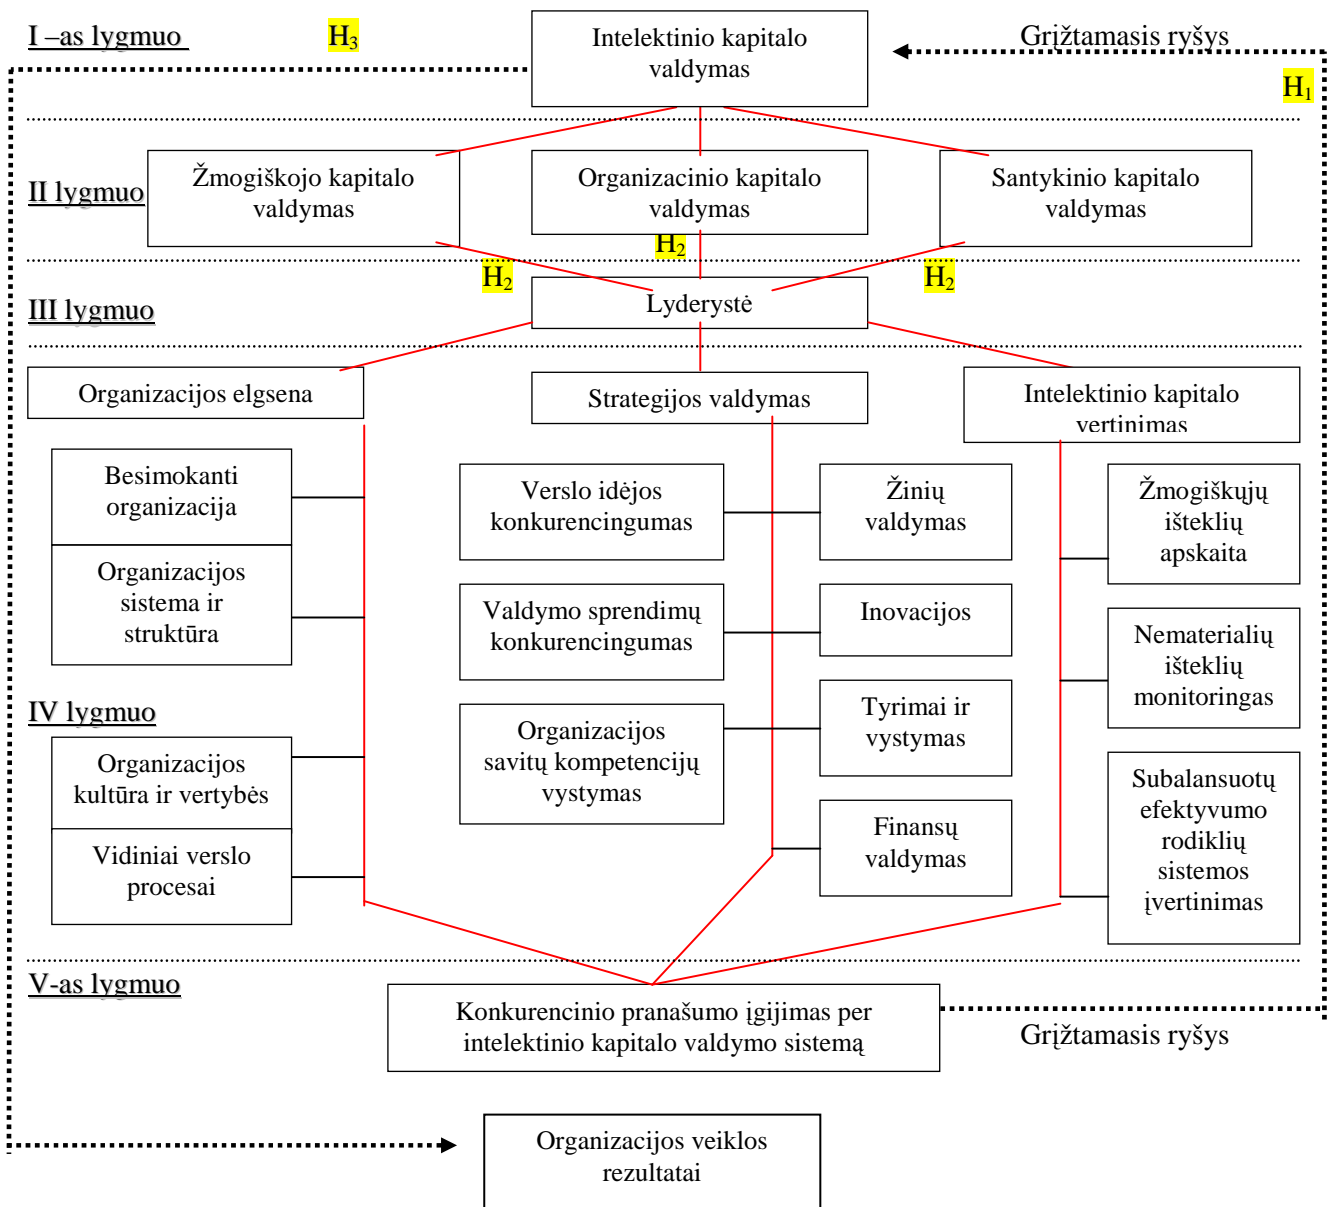 I –as lygmuo
H₃
Intelektinio kapitalo
valdymas
Grįžtamasis ryšys
H₁
II lygmuo
Žmogiškojo kapitalo
valdymas
Organizacinio kapitalo
valdymas
Santykinio kapitalo
valdymas
H₂
H₂
H₂
III lygmuo
Lyderystė
Organizacijos elgsena
Strategijos valdymas
Intelektinio kapitalo
vertinimas
Besimokanti
organizacija
Organizacijos
sistema ir
struktūra
IV lygmuo
Organizacijos
kultūra ir vertybės
Vidiniai verslo
procesai
Verslo idėjos
konkurencingumas
Valdymo sprendimų
konkurencingumas
Organizacijos
savitų kompetencijų
vystymas
Žinių
valdymas
Inovacijos
Tyrimai ir
vystymas
Finansų
valdymas
Žmogiškųjų
išteklių
apskaita
Nematerialių
išteklių
monitoringas
Subalansuotų
efektyvumo
rodiklių
sistemos
įvertinimas
V-as lygmuo
Konkurencinio pranašumo įgijimas per
intelektinio kapitalo valdymo sistemą
Grįžtamasis ryšys
Organizacijos veiklos
rezultatai